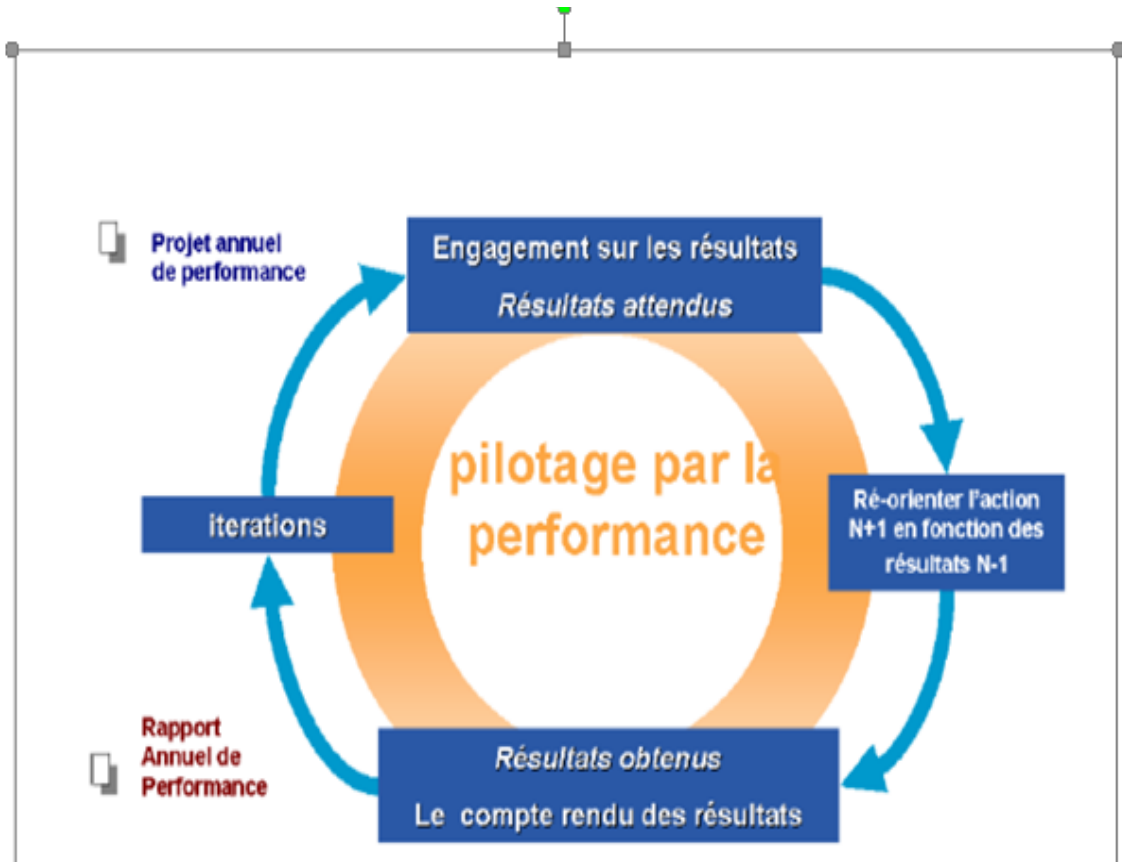 Projet annuel
de performance
Engagement sur les résultats
Résultats attendus
pilotage par la
performance
iterations
Ré-orienter l'action
N+1 en fonction des
résultats N-1
Rapport
Annuel de
Performance
Résultats obtenus
Le compte rendu des résultats